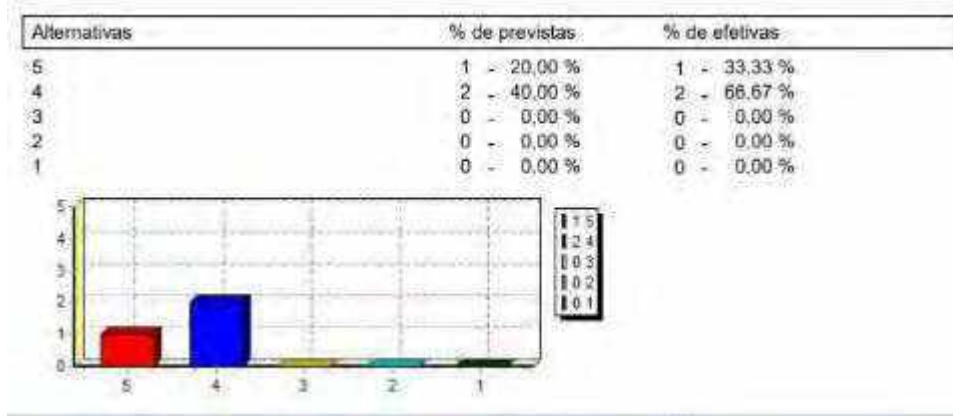 Alternativas % de previstas % de efetivas
5 1 - 20,00 % 1 - 33,33 %
4 2 - 40,00 % 2 - 66,67 %
3 0 - 0,00 % 0 - 0,00 %
2 0 - 0,00 % 0 - 0,00 %
1 0 - 0,00 % 0 - 0,00 %
5
4
3
2
1
0
5 4 3 2 1
1 5
2 4
0 3
0 2
0 1